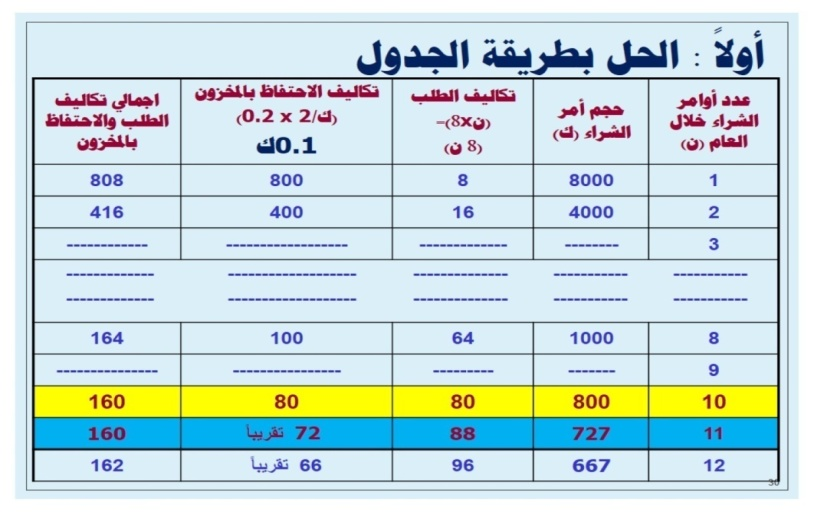 أولاً : الحل بطريقة الجدول
عدد أوامر الشراء خلال العام (ن) | حجم أمر الشراء (ك) | تكاليف الطلب (نx8)= (8 ن) | تكاليف الاحتفاظ بالمخزون (ك/2 x 0.2) 0.1ك | اجمالي تكاليف الطلب والاحتفاظ بالمخزون
1 | 8000 | 8 | 800 | 808
2 | 4000 | 16 | 400 | 416
3 | -------- | ------------- | ------------------ | ------------
----------- | ----------- | -------------- | ------------------- | -------------
----------- | ----------- | -------------- | ------------------- | -------------
8 | 1000 | 64 | 100 | 164
9 | ------- | --------- | ---------------- | ---------------
10 | 800 | 80 | 80 | 160
11 | 727 | 88 | 72 تقريباً | 160
12 | 667 | 96 | 66 تقريباً | 162
30